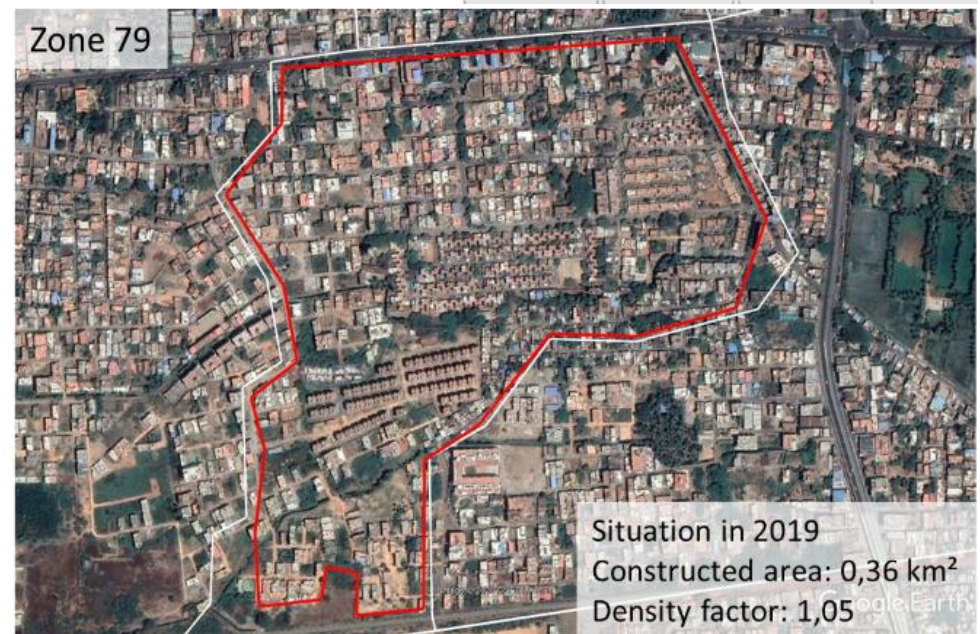 Zone 79
Situation in 2019
Constructed area: 0,36 km²
Density factor: 1,05
Google Earth